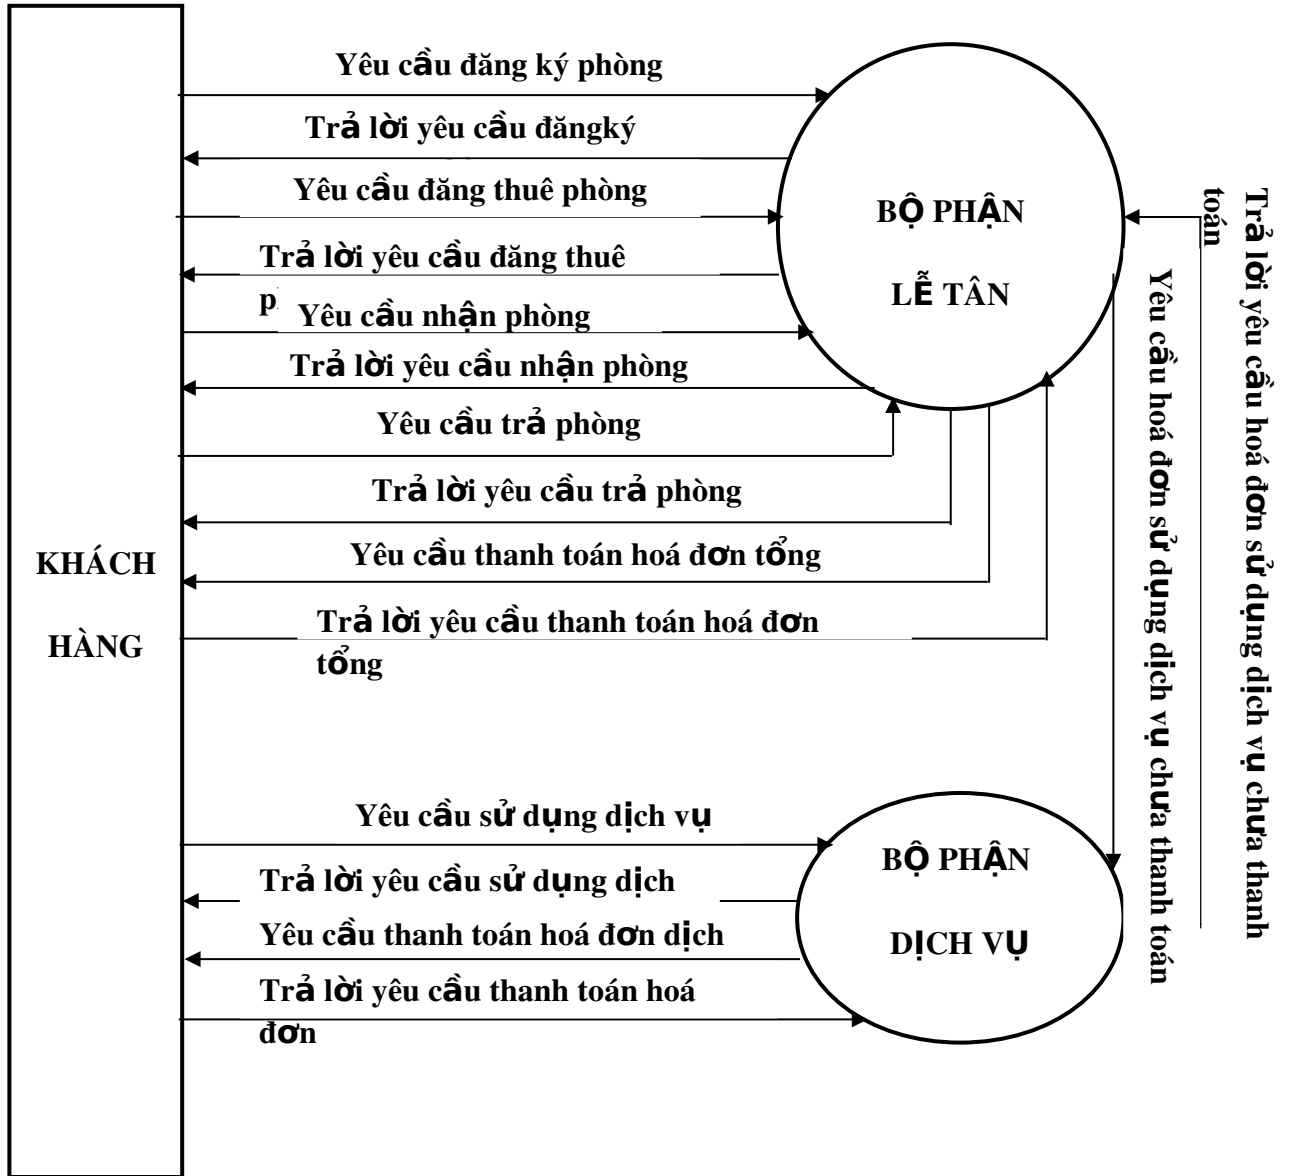 Yêu cầu đăng ký phòng
Trả lời yêu cầu đăngký
Yêu cầu đăng thuê phòng
Trả lời yêu cầu đăng thuê
p
Yêu cầu nhận phòng
Trả lời yêu cầu nhận phòng
Yêu cầu trả phòng
Trả lời yêu cầu trả phòng
Yêu cầu thanh toán hoá đơn tổng
Trả lời yêu cầu thanh toán hoá đơn
tổng
KHÁCH
HÀNG
BỘ PHẬN
LỄ TÂN
Trả lời yêu cầu hoá đơn sử dụng dịch vụ chưa thanh
toán
Yêu cầu hoá đơn sử dụng dịch vụ chưa thanh toán
Yêu cầu sử dụng dịch vụ
Trả lời yêu cầu sử dụng dịch
Yêu cầu thanh toán hoá đơn dịch
Trả lời yêu cầu thanh toán hoá
đơn
BỘ PHẬN
DỊCH VỤ